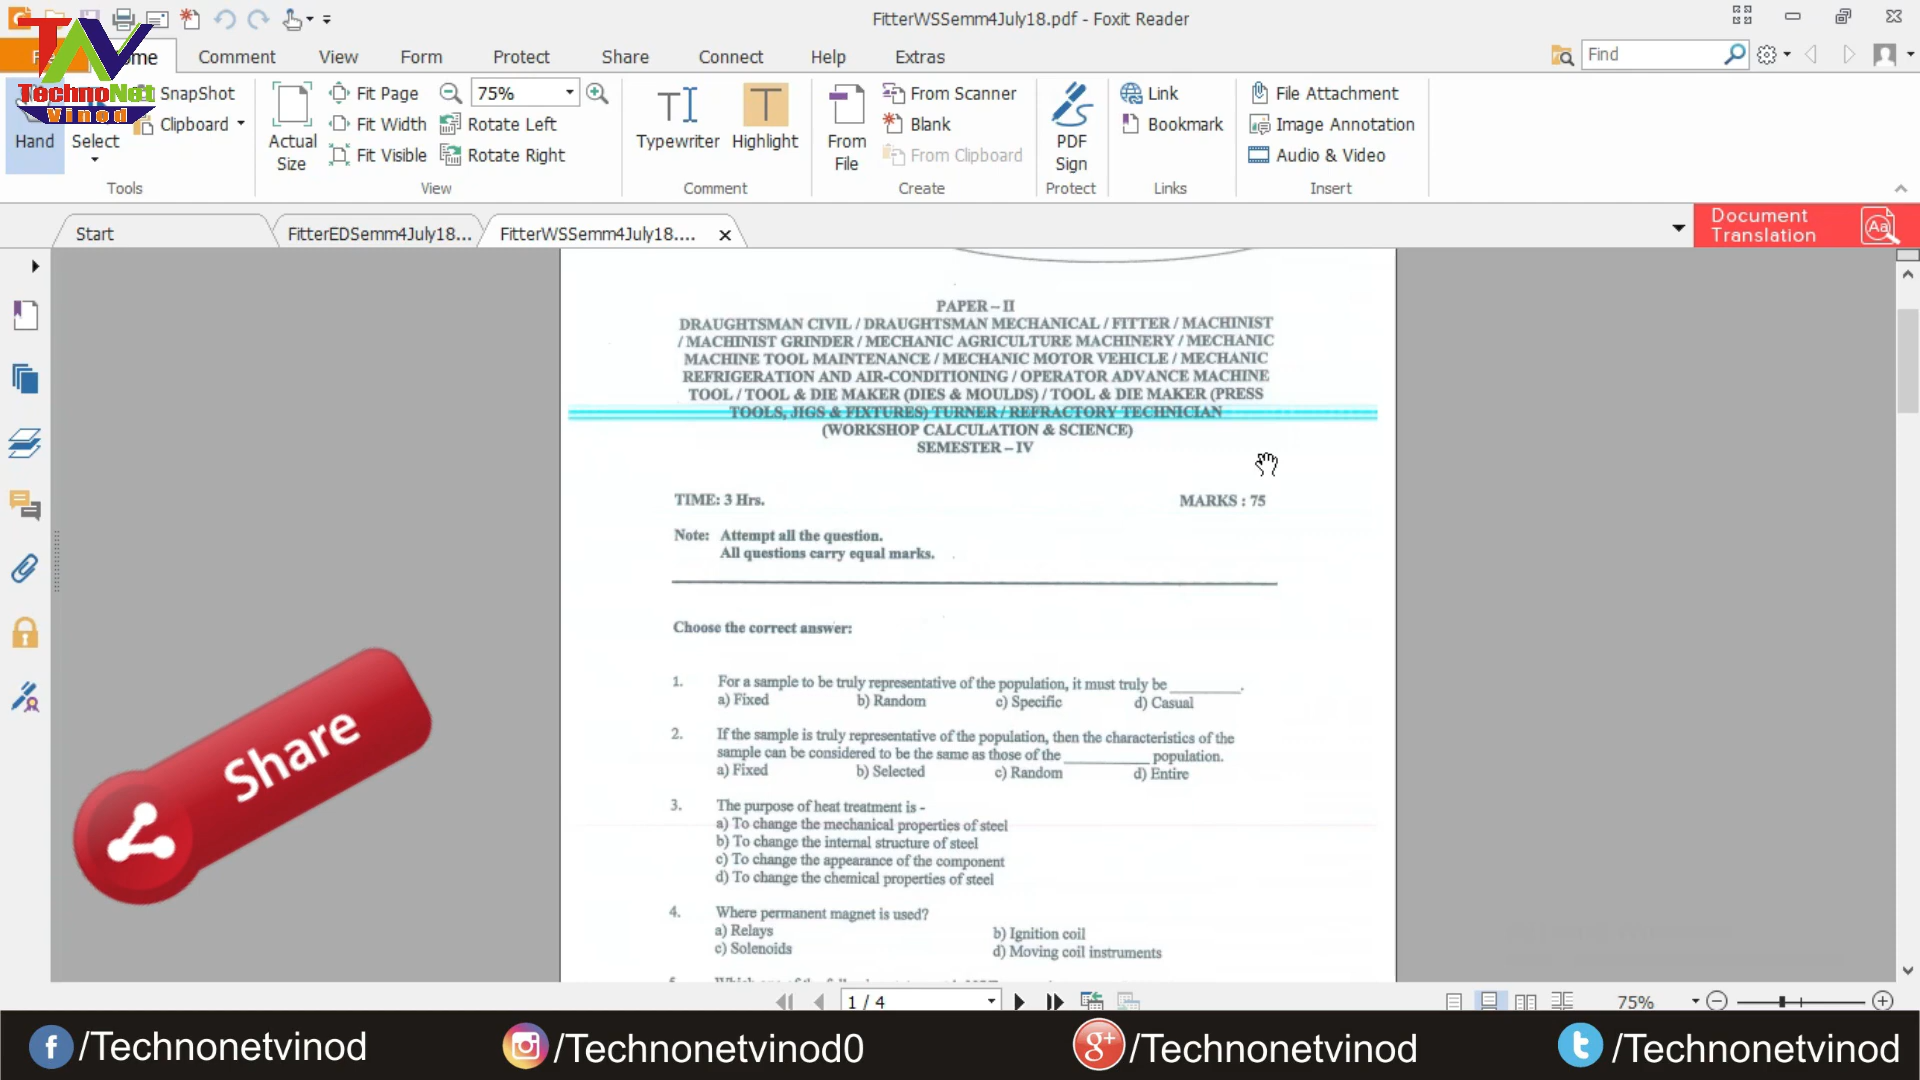 FitterWSSemm4July18.pdf - Foxit Reader
TechnoNet
Vinod
Home
Comment
View
Form
Protect
Share
Connect
Help
Extras
Find
Hand
Select
SnapShot
Clipboard
Tools
Actual
Size
Fit Page
Fit Width
Fit Visible
75%
Rotate Left
Rotate Right
View
Typewriter
Highlight
Comment
From
File
From Scanner
Blank
From Clipboard
Create
PDF
Sign
Protect
Link
Bookmark
Links
File Attachment
Image Annotation
Audio & Video
Insert
Start
FitterEDSemm4July18...
FitterWSSemm4July18....
Document
Translation
PAPER – II
DRAUGHTSMAN CIVIL / DRAUGHTSMAN MECHANICAL / FITTER / MACHINIST
/ MACHINIST GRINDER / MECHANIC AGRICULTURE MACHINERY / MECHANIC
MACHINE TOOL MAINTENANCE / MECHANIC MOTOR VEHICLE / MECHANIC
REFRIGERATION AND AIR-CONDITIONING / OPERATOR ADVANCE MACHINE
TOOL / TOOL & DIE MAKER (DIES & MOULDS) / TOOL & DIE MAKER (PRESS
TOOLS, JIGS & FIXTURES) TURNER / REFRACTORY TECHNICIAN
(WORKSHOP CALCULATION & SCIENCE)
SEMESTER – IV
TIME: 3 Hrs. MARKS : 75
Note: Attempt all the question.
All questions carry equal marks.
Choose the correct answer:
1. For a sample to be truly representative of the population, it must truly be _________.
a) Fixed b) Random c) Specific d) Casual
2. If the sample is truly representative of the population, then the characteristics of the
sample can be considered to be the same as those of the ___________ population.
a) Fixed b) Selected c) Random d) Entire
3. The purpose of heat treatment is -
a) To change the mechanical properties of steel
b) To change the internal structure of steel
c) To change the appearance of the component
d) To change the chemical properties of steel
4. Where permanent magnet is used?
a) Relays b) Ignition coil
c) Solenoids d) Moving coil instruments
Share
1 / 4
75%
/Technonetvinod
/Technonetvinod0
/Technonetvinod
/Technonetvinod